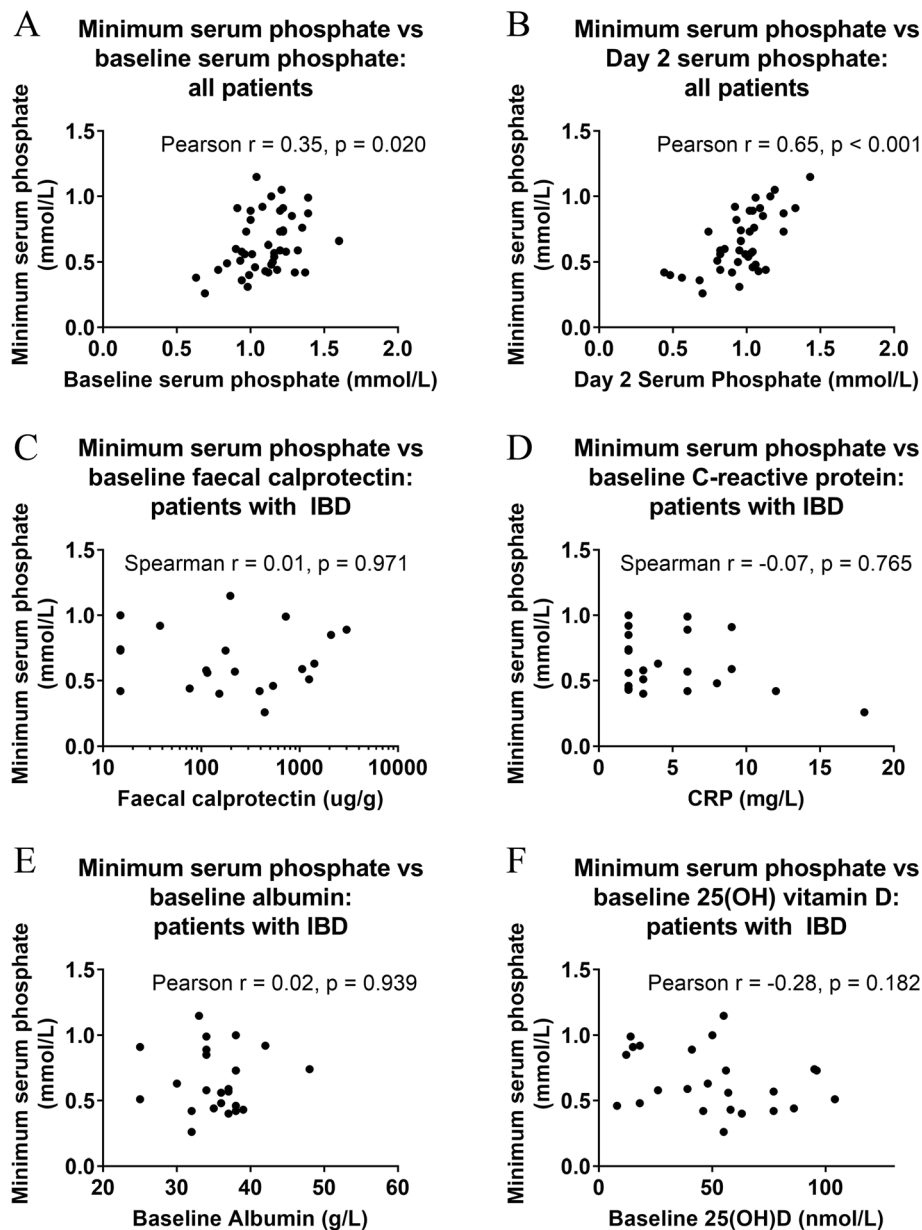 A
Minimum serum phosphate vs
baseline serum phosphate:
all patients
Pearson r = 0.35, p = 0.020
Minimum serum phosphate
(mmol/L)
1.5
1.0
0.5
0.0
0.0 0.5 1.0 1.5 2.0
Baseline serum phosphate (mmol/L)
B
Minimum serum phosphate vs
Day 2 serum phosphate:
all patients
Pearson r = 0.65, p < 0.001
Minimum serum phosphate
(mmol/L)
1.5
1.0
0.5
0.0
0.0 0.5 1.0 1.5 2.0
Day 2 Serum Phosphate (mmol/L)
C
Minimum serum phosphate vs
baseline faecal calprotectin:
patients with IBD
Spearman r = 0.01, p = 0.971
Minimum serum phosphate
(mmol/L)
1.5
1.0
0.5
0.0
10 100 1000 10000
Faecal calprotectin (ug/g)
D
Minimum serum phosphate vs
baseline C-reactive protein:
patients with IBD
Spearman r = -0.07, p = 0.765
Minimum serum phosphate
(mmol/L)
1.5
1.0
0.5
0.0
0 5 10 15 20
CRP (mg/L)
E
Minimum serum phosphate vs
baseline albumin:
patients with IBD
Pearson r = 0.02, p = 0.939
Minimum serum phosphate
(mmol/L)
1.5
1.0
0.5
0.0
20 30 40 50 60
Baseline Albumin (g/L)
F
Minimum serum phosphate vs
baseline 25(OH) vitamin D:
patients with IBD
Pearson r = -0.28, p = 0.182
Minimum serum phosphate
(mmol/L)
1.5
1.0
0.5
0.0
0 50 100
Baseline 25(OH)D (nmol/L)